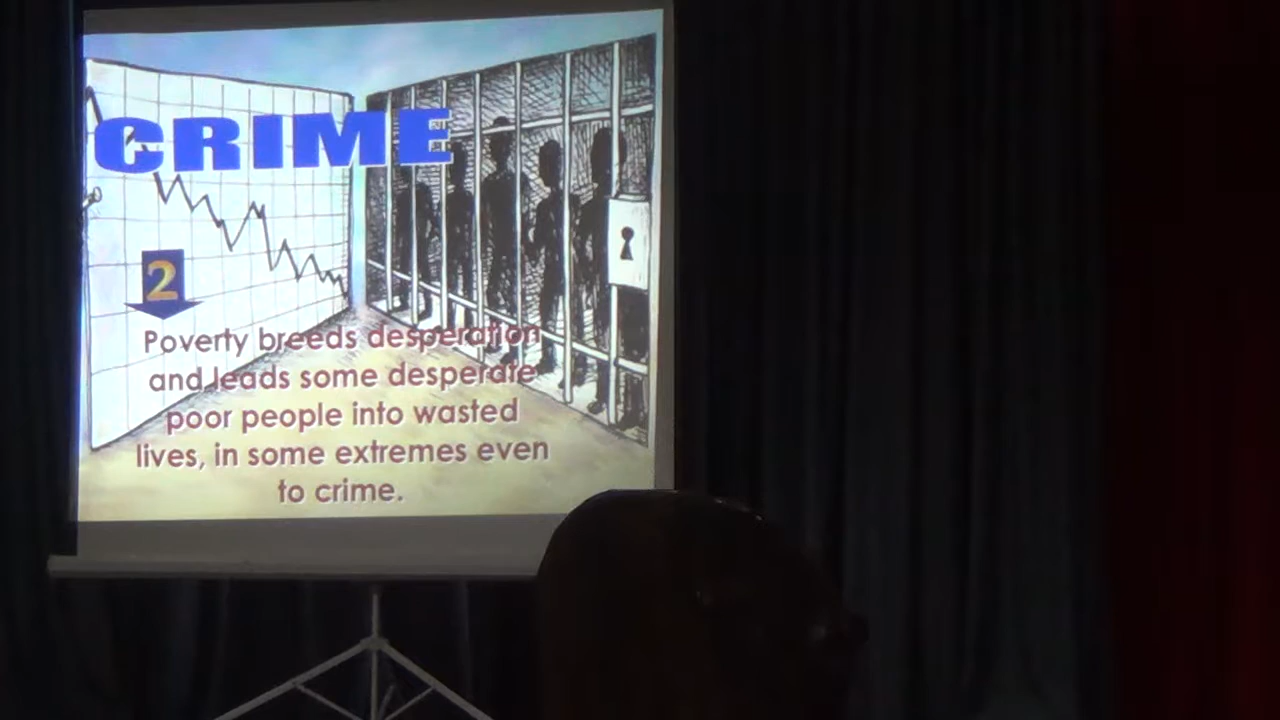 CRIME
2
Poverty breeds desperation
and leads some desperate
poor people into wasted
lives, in some extremes even
to crime.